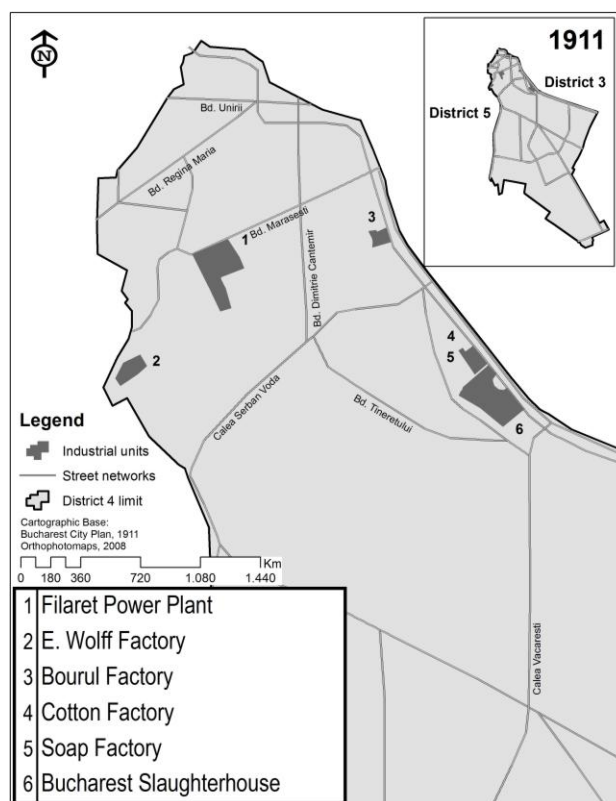 N
1911
District 3
District 5
Bd. Unirii
Bd. Regina Maria
1
Bd. Marasesti
3
Bd. Dimitrie Cantemir
2
4
5
6
Calea Serban Voda
Bd. Tineretului
Calea Vacaresti
Legend
Industrial units
Street networks
District 4 limit
Cartographic Base:
Bucharest City Plan, 1911
Orthophotomaps, 2008
Km
0 180 360 720 1.080 1.440
1 Filaret Power Plant
2 E. Wolff Factory
3 Bourul Factory
4 Cotton Factory
5 Soap Factory
6 Bucharest Slaughterhouse